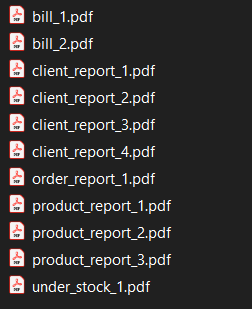 bill_1.pdf
bill_2.pdf
client_report_1.pdf
client_report_2.pdf
client_report_3.pdf
client_report_4.pdf
order_report_1.pdf
product_report_1.pdf
product_report_2.pdf
product_report_3.pdf
under_stock_1.pdf